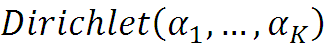 Dirichlet(α₁, …, α_K)